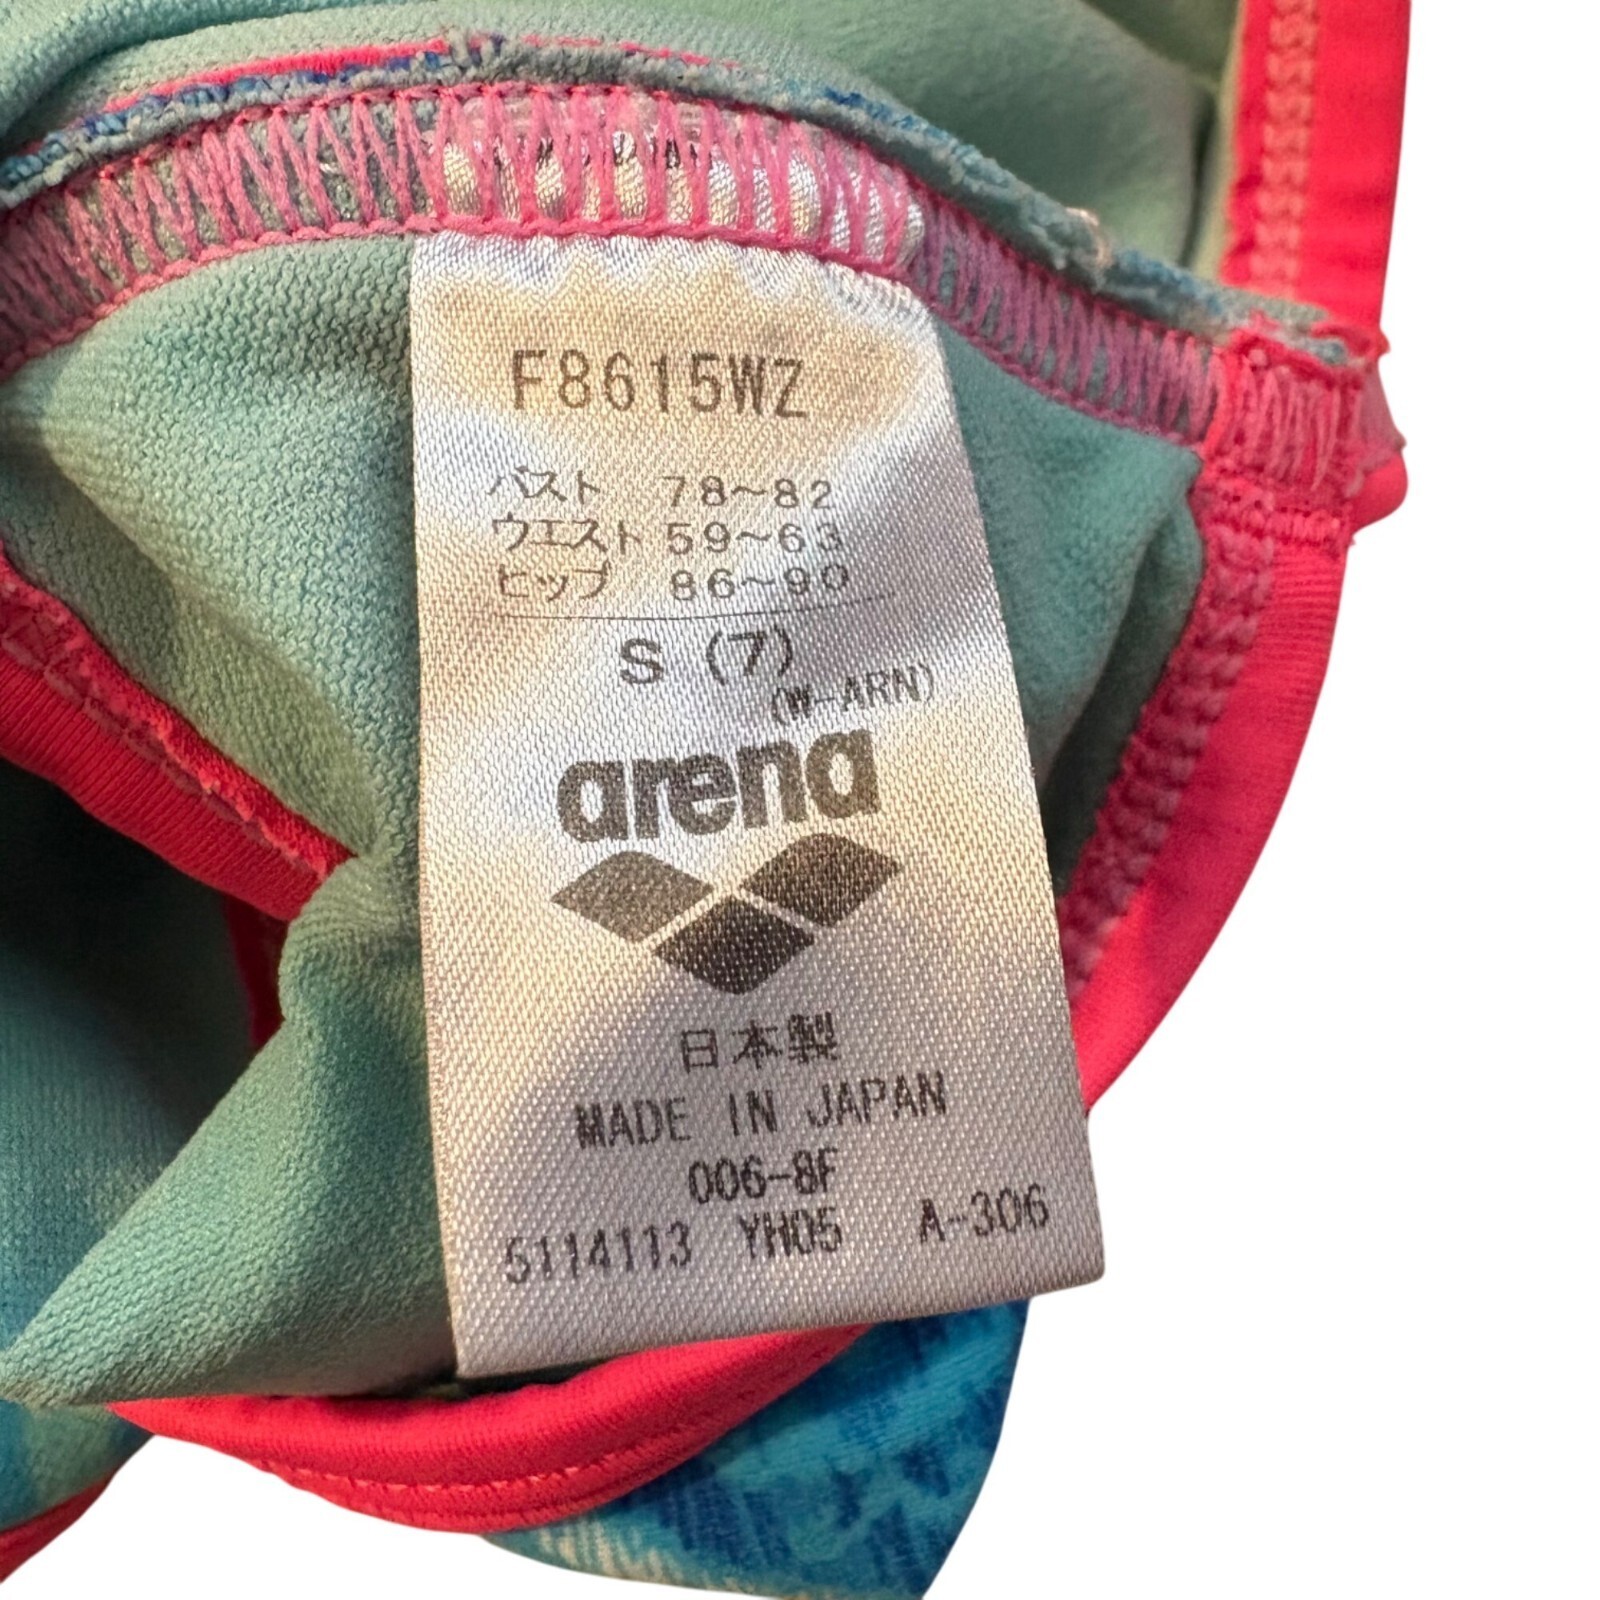 F8615WZ
バスト 78～82
ウエスト 59～63
ヒップ 86～90
S (7)
(W-ARN)
arena
日本製
MADE IN JAPAN
006-8F
5114113 YH05 A-306